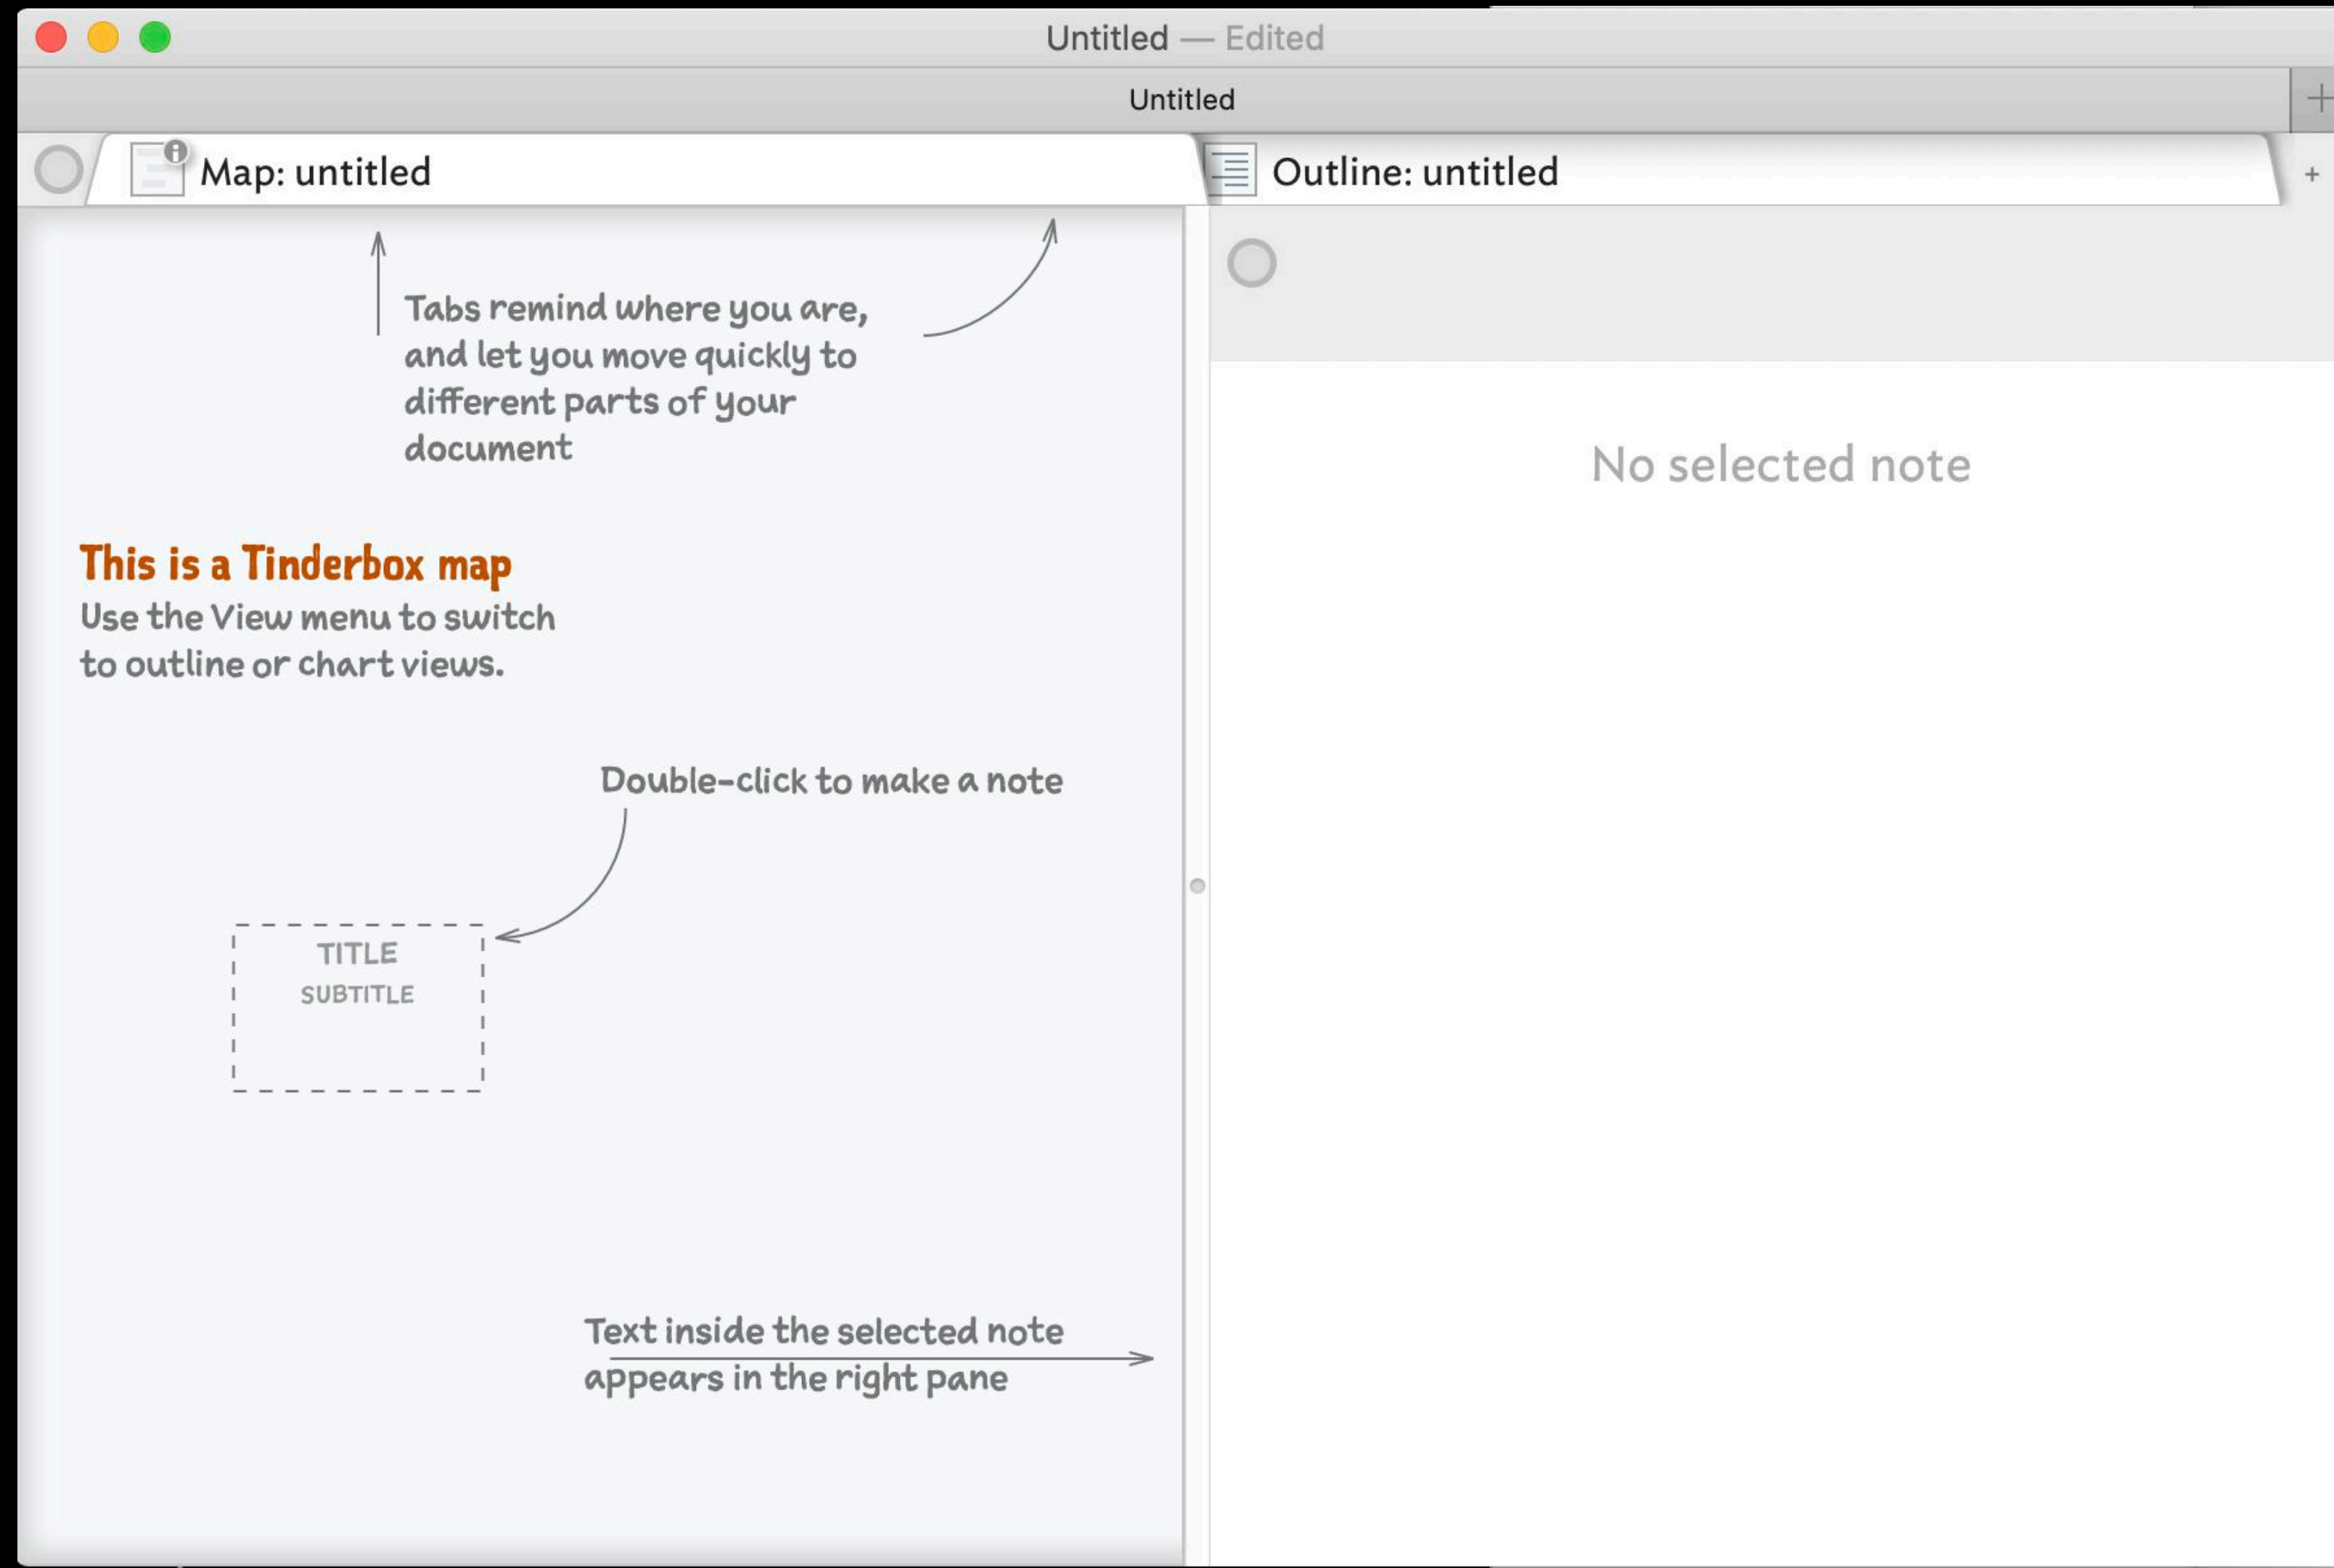 Untitled — Edited
Untitled
Map: untitled
Outline: untitled
Tabs remind where you are,
and let you move quickly to
different parts of your
document
No selected note
This is a Tinderbox map
Use the View menu to switch
to outline or chart views.
Double-click to make a note
TITLE
SUBTITLE
Text inside the selected note
appears in the right pane